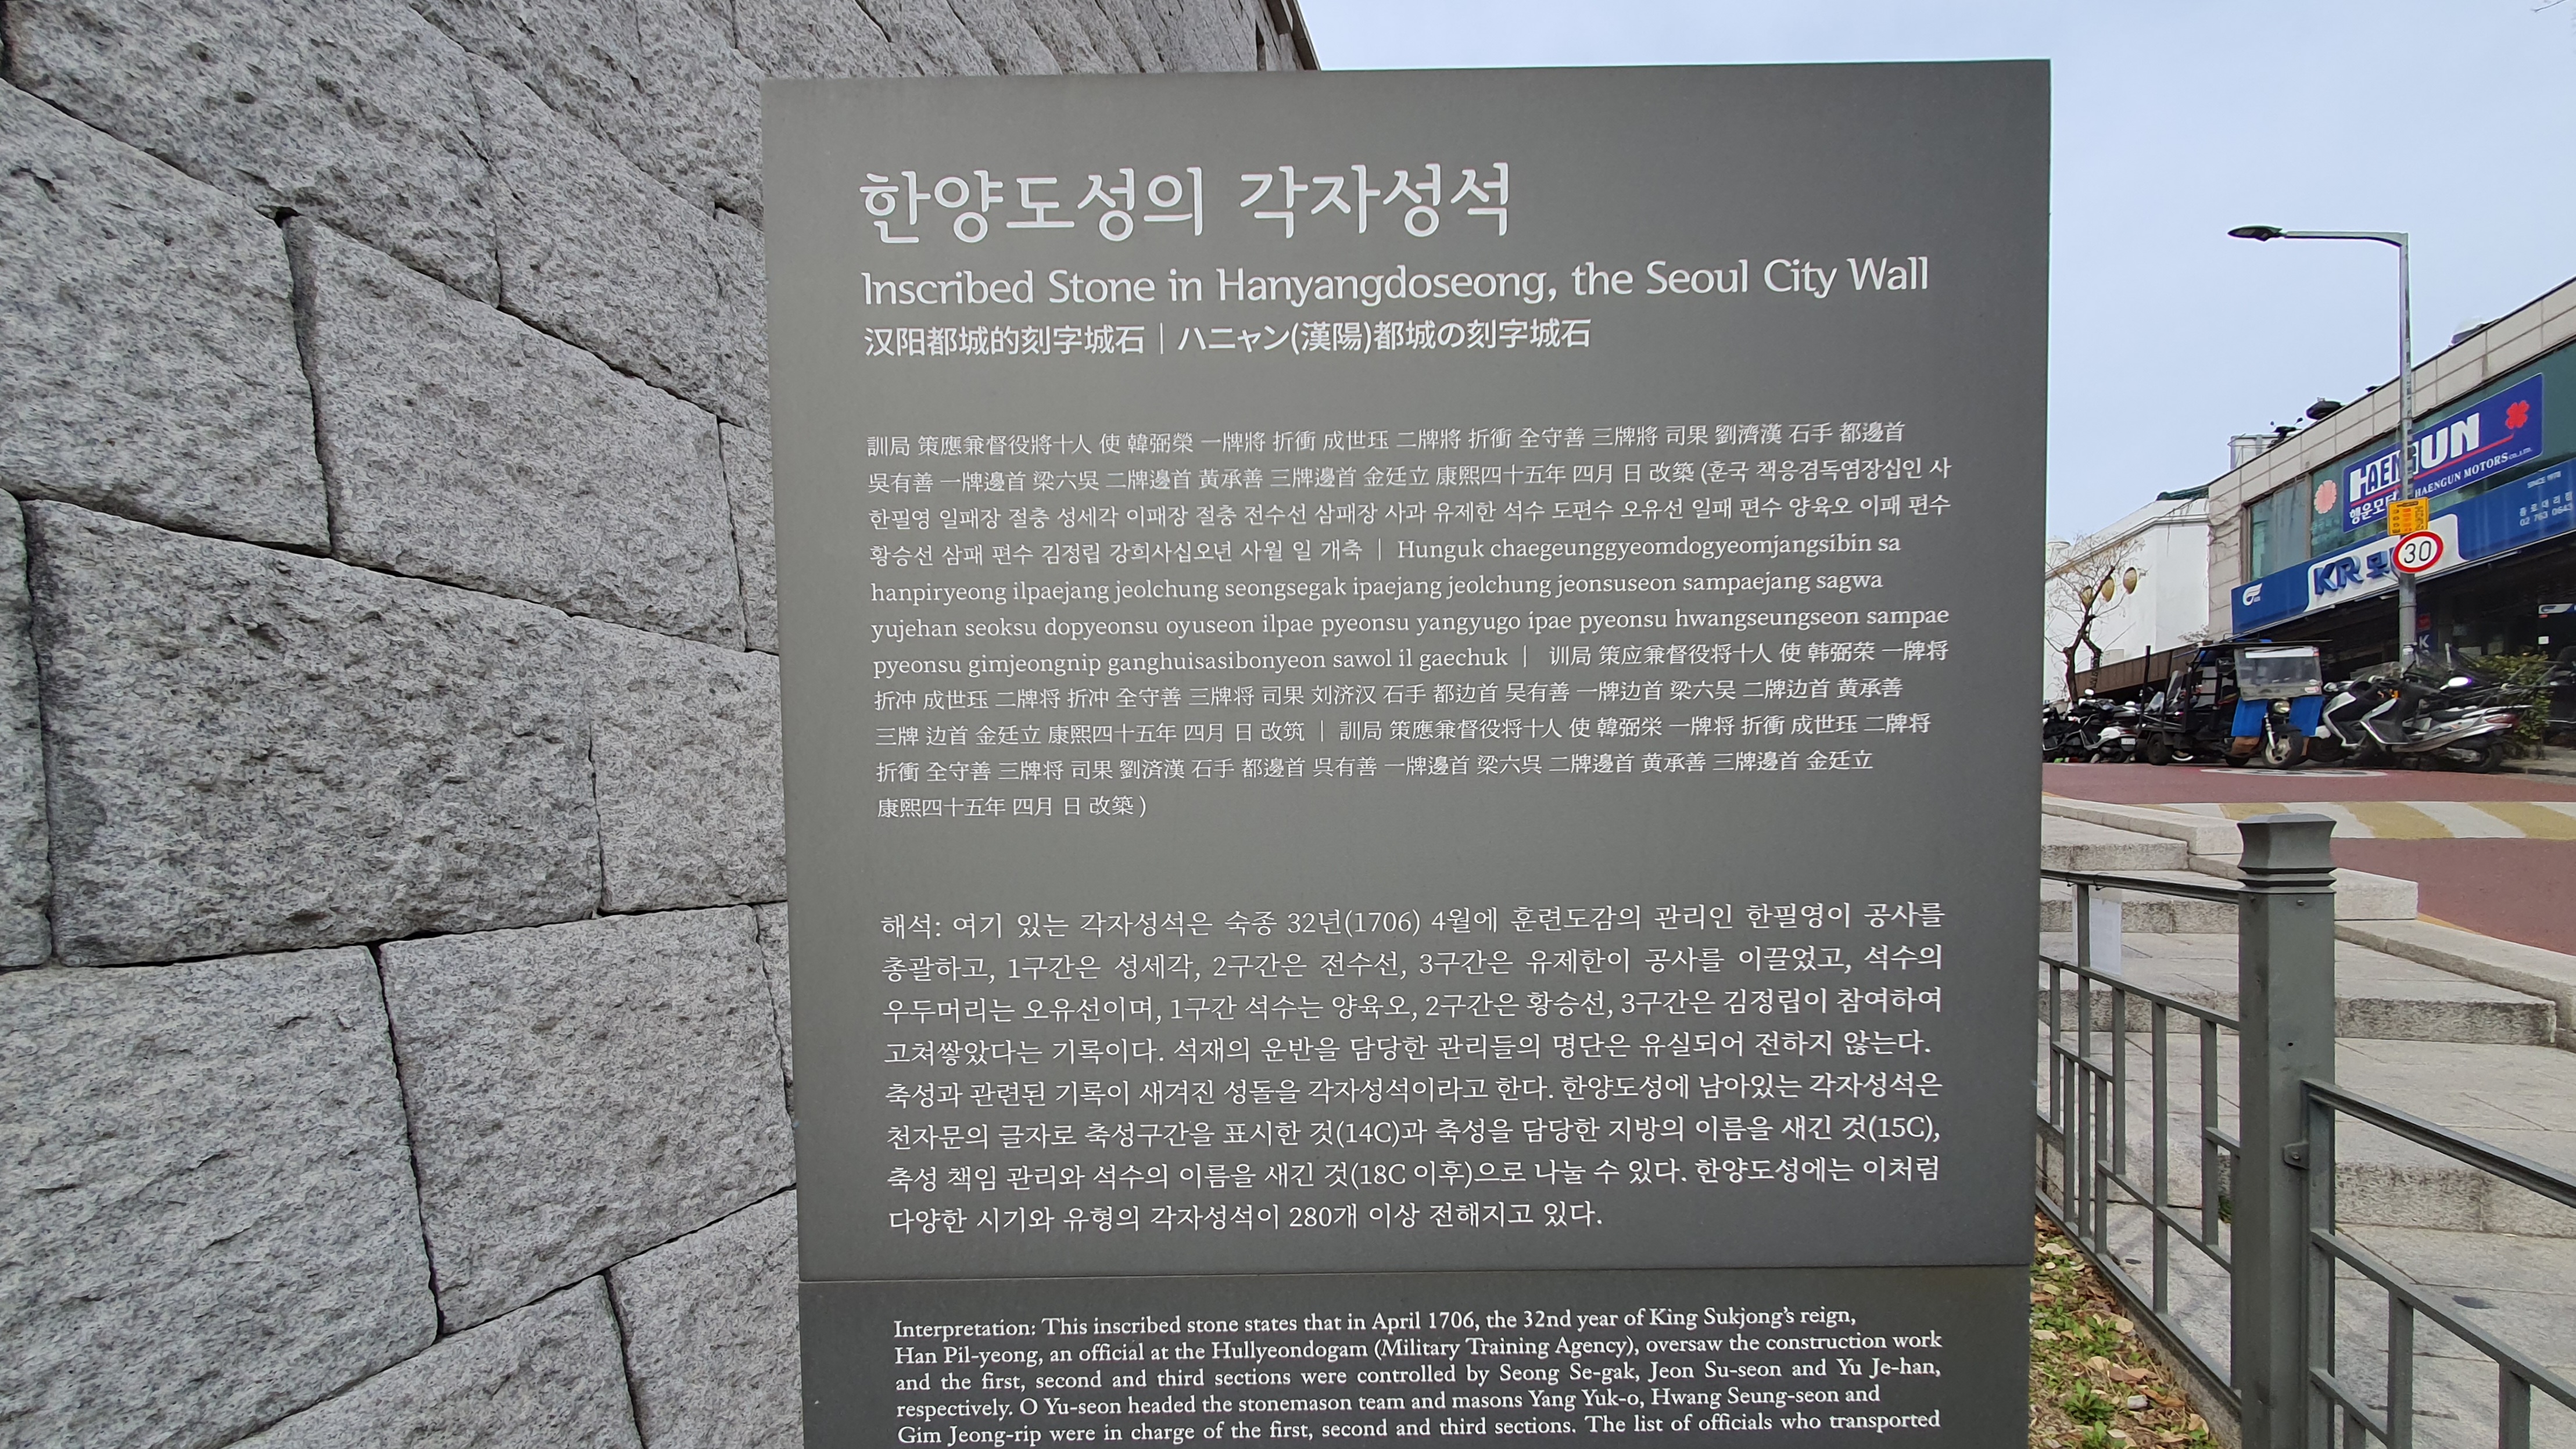 한양도성의 각자성석
Inscribed Stone in Hanyangdoseong, the Seoul City Wall
汉阳都城的刻字城石 | ハニャン(漢陽)都城の刻字城石
訓局 策應兼督役將十人 使 韓弼榮 一牌將 折衝 成世珏 二牌將 折衝 全守善 三牌將 司果 劉濟漢 石手 都邊首
吳有善 一牌邊首 梁六吳 二牌邊首 黃承善 三牌邊首 金廷立 康熙四十五年 四月 日 改築 (훈국 책응겸독염장십인 사
한필영 일패장 절충 성세각 이패장 절충 전수선 삼패장 사과 유제한 석수 도편수 오유선 일패 편수 양육오 이패 편수
황승선 삼패 편수 김정립 강희사십오년 사월 일 개축 | Hunguk chaegeunggyeomdogyeomjangsibin sa
hanpiryeong ilpaejang jeolchung seongsegak ipaejang jeolchung jeonsuseon sampaejang sagwa
yujehan seoksu dopyeonsu oyuseon ilpae pyeonsu yangyugo ipae pyeonsu hwangseungseon sampae
pyeonsu gimjeongnip ganghuisasibonyeon sawol il gaechuk | 训局 策应兼督役将十人 使 韩弼荣 一牌将
折冲 成世珏 二牌将 折冲 全守善 三牌将 司果 刘济汉 石手 都边首 吴有善 一牌边首 梁六吴 二牌边首 黄承善
三牌 边首 金廷立 康熙四十五年 四月 日 改筑 | 訓局 策應兼督役将十人 使 韓弼栄 一牌将 折衝 成世珏 二牌将
折衝 全守善 三牌将 司果 劉済漢 石手 都邊首 呉有善 一牌邊首 梁六呉 二牌邊首 黄承善 三牌邊首 金廷立
康熙四十五年 四月 日 改築 )
해석: 여기 있는 각자성석은 숙종 32년(1706) 4월에 훈련도감의 관리인 한필영이 공사를
총괄하고, 1구간은 성세각, 2구간은 전수선, 3구간은 유제한이 공사를 이끌었고, 석수의
우두머리는 오유선이며, 1구간 석수는 양육오, 2구간은 황승선, 3구간은 김정립이 참여하여
고쳐쌓았다는 기록이다. 석재의 운반을 담당한 관리들의 명단은 유실되어 전하지 않는다.
축성과 관련된 기록이 새겨진 성돌을 각자성석이라고 한다. 한양도성에 남아있는 각자성석은
천자문의 글자로 축성구간을 표시한 것(14C)과 축성을 담당한 지방의 이름을 새긴 것(15C),
축성 책임 관리와 석수의 이름을 새긴 것(18C 이후)으로 나눌 수 있다. 한양도성에는 이처럼
다양한 시기와 유형의 각자성석이 280개 이상 전해지고 있다.
Interpretation: This inscribed stone states that in April 1706, the 32nd year of King Sukjong's reign,
Han Pil-yeong, an official at the Hullyeondogam (Military Training Agency), oversaw the construction work
and the first, second and third sections were controlled by Seong Se-gak, Jeon Su-seon and Yu Je-han,
respectively. O Yu-seon headed the stonemason team and masons Yang Yuk-o, Hwang Seung-seon and
Gim Jeong-rip were in charge of the first, second and third sections. The list of officials who transported
HAENGUN
HAENGUN MOTORS CO., LTD.
SINCE 1978
종로대리점
02 763 0643
KR
30